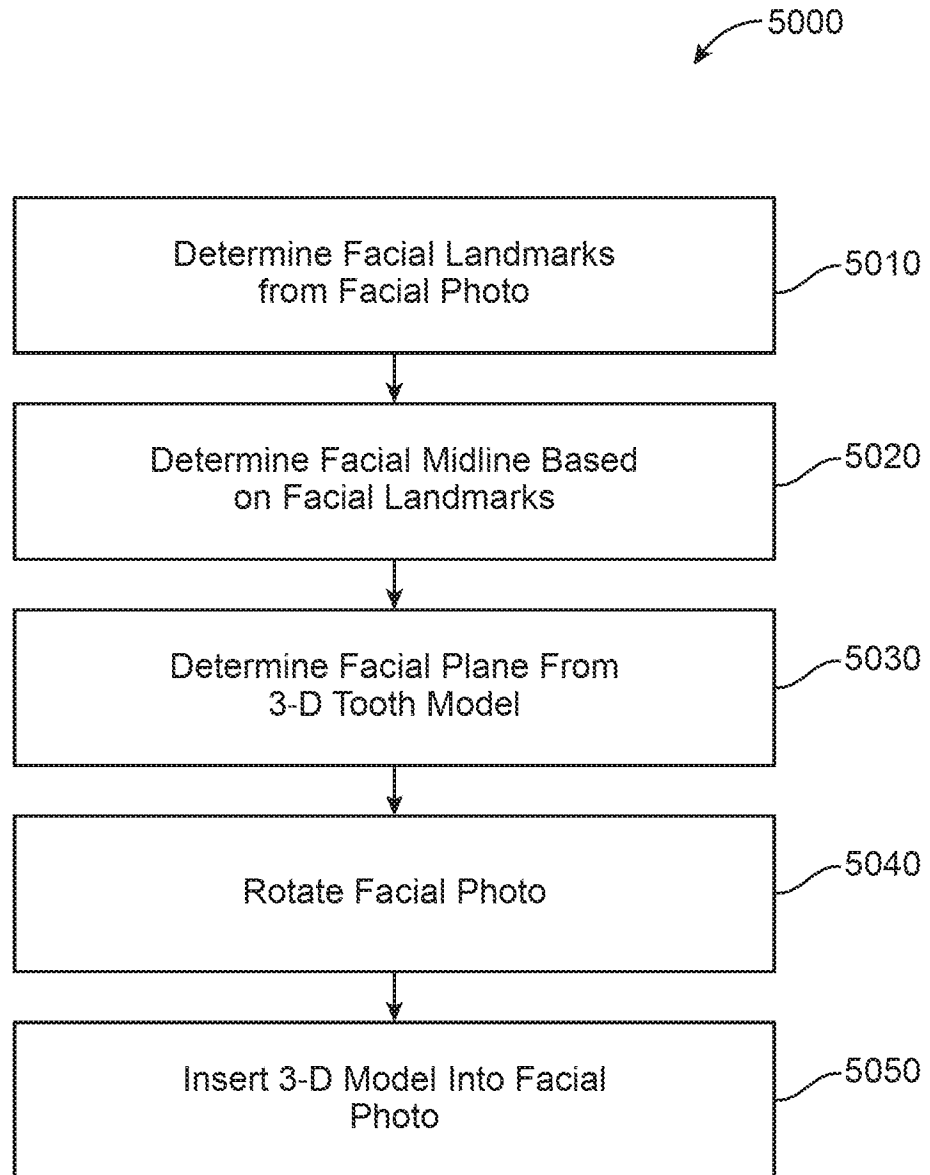 5000
Determine Facial Landmarks
from Facial Photo
5010
Determine Facial Midline Based
on Facial Landmarks
5020
Determine Facial Plane From
3-D Tooth Model
5030
Rotate Facial Photo
5040
Insert 3-D Model Into Facial
Photo
5050